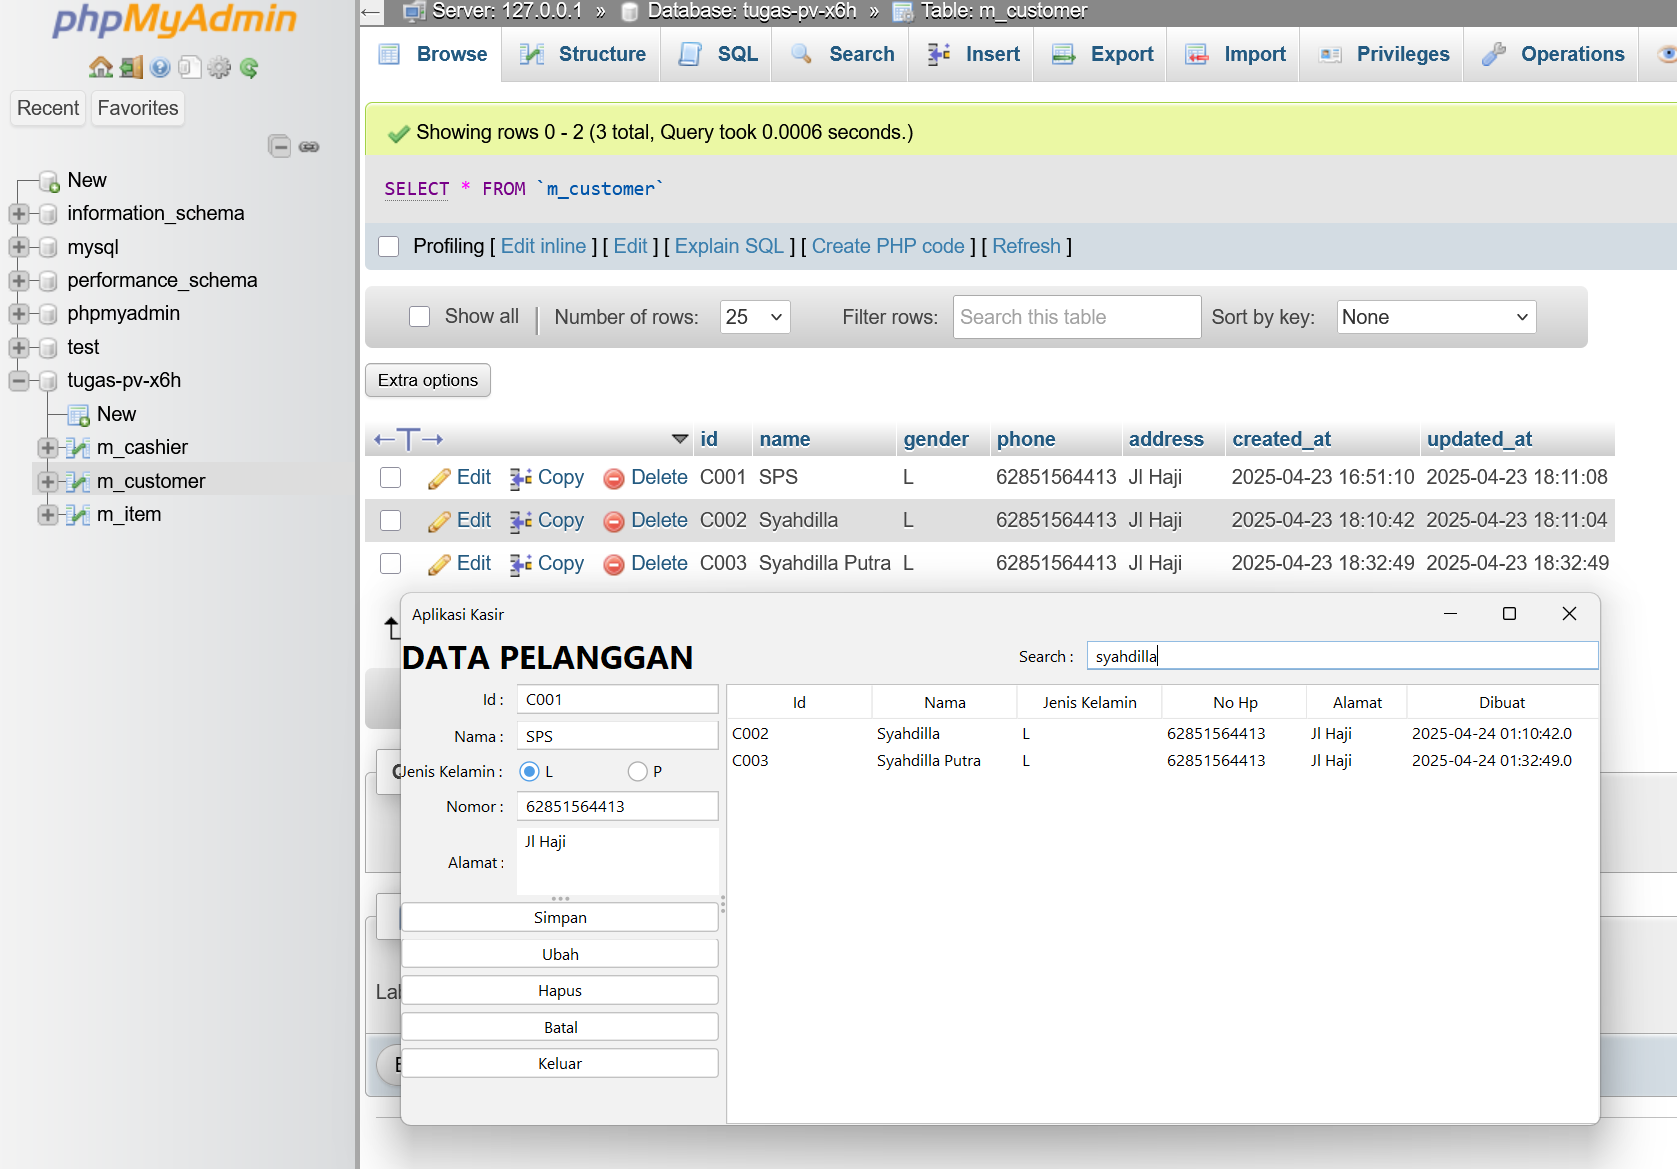 phpMyAdmin
Recent
Favorites
New
information_schema
mysql
performance_schema
phpmyadmin
test
tugas-pv-x6h
New
m_cashier
m_customer
m_item
Server: 127.0.0.1 » Database: tugas-pv-x6h » Table: m_customer
Browse Structure SQL Search Insert Export Import Privileges Operations
Showing rows 0 - 2 (3 total, Query took 0.0006 seconds.)
SELECT * FROM `m_customer`
Profiling [ Edit inline ] [ Edit ] [ Explain SQL ] [ Create PHP code ] [ Refresh ]
Show all | Number of rows: 25 Filter rows: Search this table Sort by key: None
Extra options
id name gender phone address created_at updated_at
Edit Copy Delete C001 SPS L 62851564413 Jl Haji 2025-04-23 16:51:10 2025-04-23 18:11:08
Edit Copy Delete C002 Syahdilla L 62851564413 Jl Haji 2025-04-23 18:10:42 2025-04-23 18:11:04
Edit Copy Delete C003 Syahdilla Putra L 62851564413 Jl Haji 2025-04-23 18:32:49 2025-04-23 18:32:49
Aplikasi Kasir
DATA PELANGGAN
Search : syahdilla
Id : C001
Nama : SPS
Jenis Kelamin : L P
Nomor : 62851564413
Alamat : Jl Haji
Simpan
Ubah
Hapus
Batal
Keluar
Id Nama Jenis Kelamin No Hp Alamat Dibuat
C002 Syahdilla L 62851564413 Jl Haji 2025-04-24 01:10:42.0
C003 Syahdilla Putra L 62851564413 Jl Haji 2025-04-24 01:32:49.0